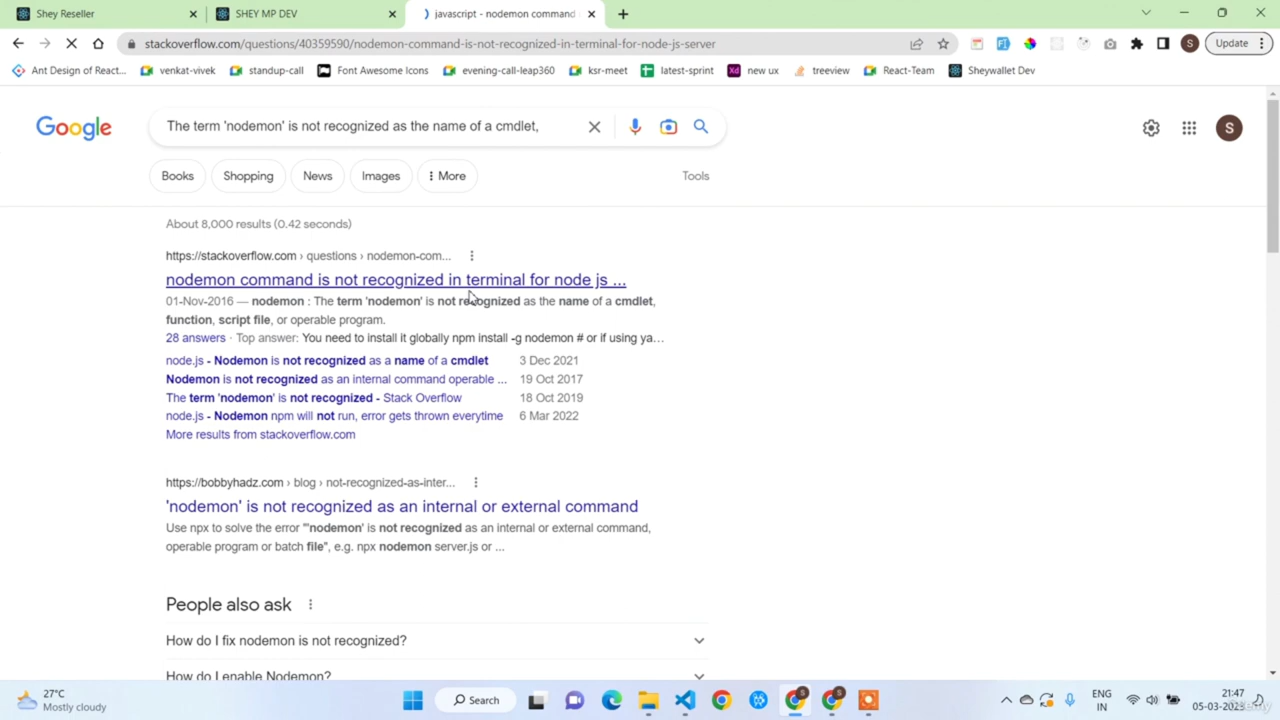 Shey Reseller
SHEY MP DEV
javascript - nodemon command
stackoverflow.com/questions/40359590/nodemon-command-is-not-recognized-in-terminal-for-node-js-server
S
Update
Ant Design of React...
venkat-vivek
standup-call
Font Awesome Icons
evening-call-leap360
ksr-meet
latest-sprint
Xd
new ux
treeview
React-Team
Sheywallet Dev
Google
The term 'nodemon' is not recognized as the name of a cmdlet,
S
Books
Shopping
News
Images
More
Tools
About 8,000 results (0.42 seconds)
https://stackoverflow.com › questions › nodemon-com...
nodemon command is not recognized in terminal for node js ...
01-Nov-2016 — nodemon : The term 'nodemon' is not recognized as the name of a cmdlet,
function, script file, or operable program.
28 answers · Top answer: You need to install it globally npm install -g nodemon # or if using ya...
node.js - Nodemon is not recognized as a name of a cmdlet 3 Dec 2021
Nodemon is not recognized as an internal command operable ... 19 Oct 2017
The term 'nodemon' is not recognized - Stack Overflow 18 Oct 2019
node.js - Nodemon npm will not run, error gets thrown everytime 6 Mar 2022
More results from stackoverflow.com
https://bobbyhadz.com › blog › not-recognized-as-inter...
'nodemon' is not recognized as an internal or external command
Use npx to solve the error "'nodemon' is not recognized as an internal or external command,
operable program or batch file", e.g. npx nodemon server.js or ...
People also ask
How do I fix nodemon is not recognized?
How do I enable Nodemon?
27°C
Mostly cloudy
Search
ENG
IN
21:47
05-03-2023